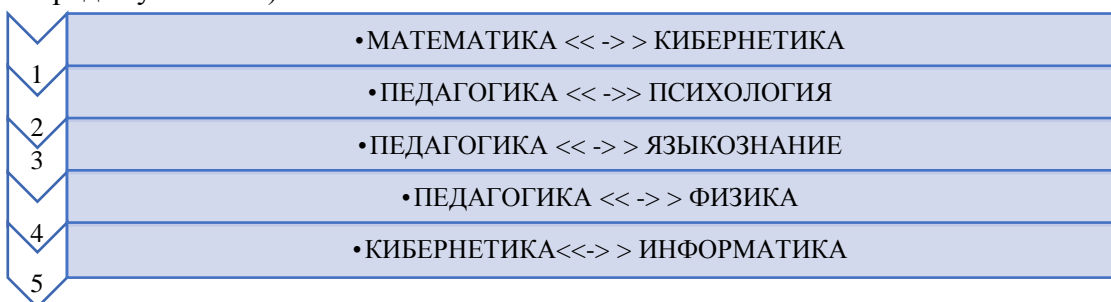 •МАТЕМАТИКА << -> > КИБЕРНЕТИКА
1
•ПЕДАГОГИКА << ->> ПСИХОЛОГИЯ
2
•ПЕДАГОГИКА << -> > ЯЗЫКОЗНАНИЕ
3
•ПЕДАГОГИКА << -> > ФИЗИКА
4
•КИБЕРНЕТИКА<<-> > ИНФОРМАТИКА
5